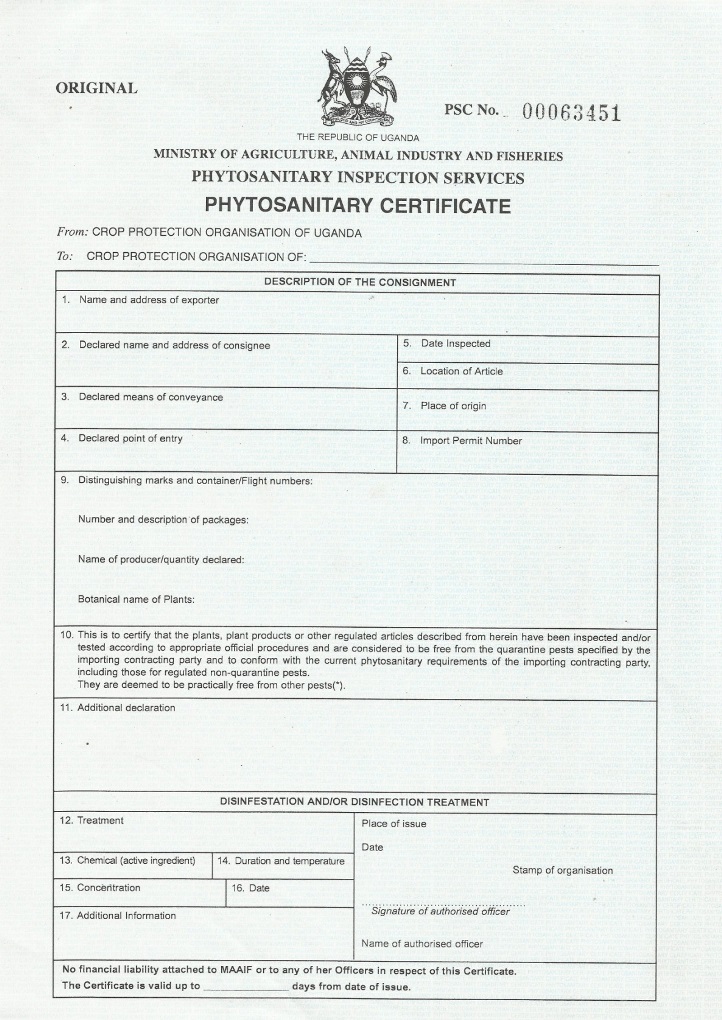 ORIGINAL
PSC No. 00063451
THE REPUBLIC OF UGANDA
MINISTRY OF AGRICULTURE, ANIMAL INDUSTRY AND FISHERIES
PHYTOSANITARY INSPECTION SERVICES
PHYTOSANITARY CERTIFICATE
From: CROP PROTECTION ORGANISATION OF UGANDA
To: CROP PROTECTION ORGANISATION OF:
DESCRIPTION OF THE CONSIGNMENT
1. Name and address of exporter
2. Declared name and address of consignee
5. Date Inspected
6. Location of Article
3. Declared means of conveyance
7. Place of origin
4. Declared point of entry
8. Import Permit Number
9. Distinguishing marks and container/Flight numbers:
Number and description of packages:
Name of producer/quantity declared:
Botanical name of Plants:
10. This is to certify that the plants, plant products or other regulated articles described from herein have been inspected and/or
tested according to appropriate official procedures and are considered to be free from the quarantine pests specified by the
importing contracting party and to conform with the current phytosanitary requirements of the importing contracting party,
including those for regulated non-quarantine pests.
They are deemed to be practically free from other pests(*).
11. Additional declaration
DISINFESTATION AND/OR DISINFECTION TREATMENT
12. Treatment
Place of issue
Date
13. Chemical (active ingredient)
14. Duration and temperature
Stamp of organisation
15. Concentration
16. Date
Signature of authorised officer
17. Additional Information
Name of authorised officer
No financial liability attached to MAAIF or to any of her Officers in respect of this Certificate.
The Certificate is valid up to ______________ days from date of issue.